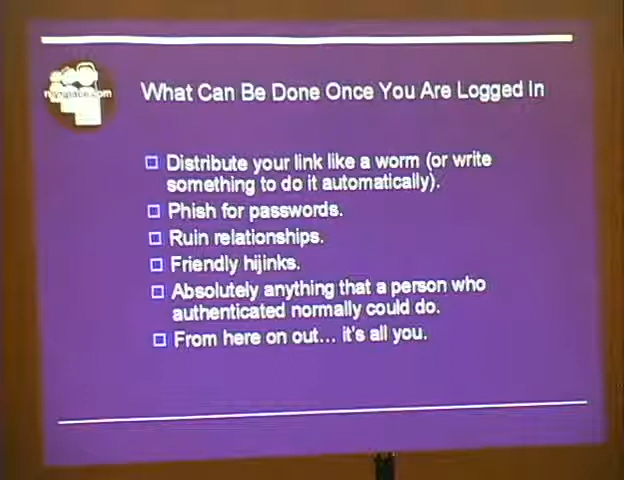 myspace.com
What Can Be Done Once You Are Logged In
Distribute your link like a worm (or write
something to do it automatically).
Phish for passwords.
Ruin relationships.
Friendly hijinks.
Absolutely anything that a person who
authenticated normally could do.
From here on out... it's all you.